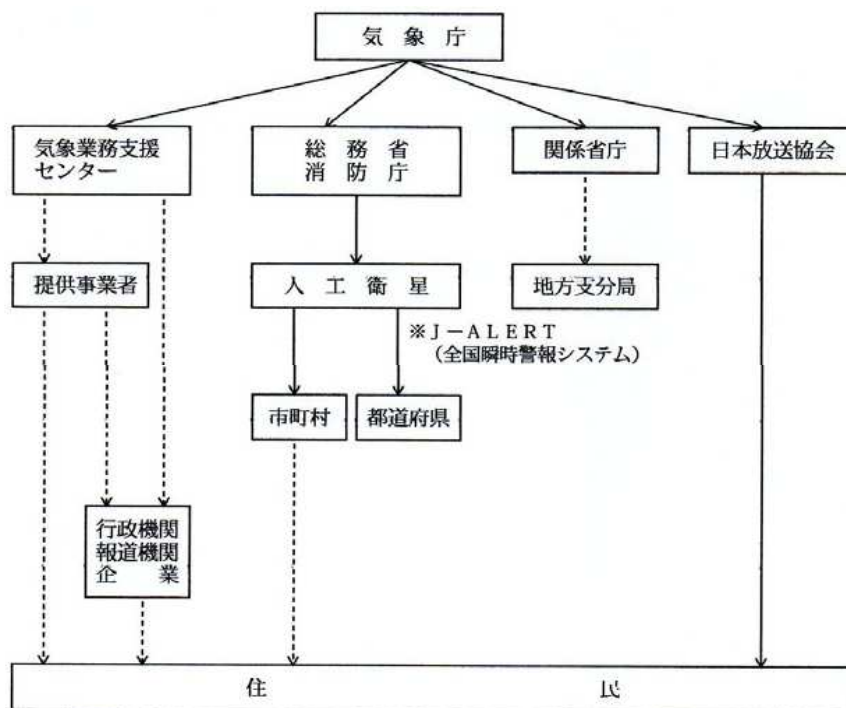 気象庁
気象業務支援
センター
総務省
消防庁
関係省庁
日本放送協会
提供事業者
人工衛星
地方支分局
※J-ALERT
(全国瞬時警報システム)
市町村
都道府県
行政機関
報道機関
企業
住民